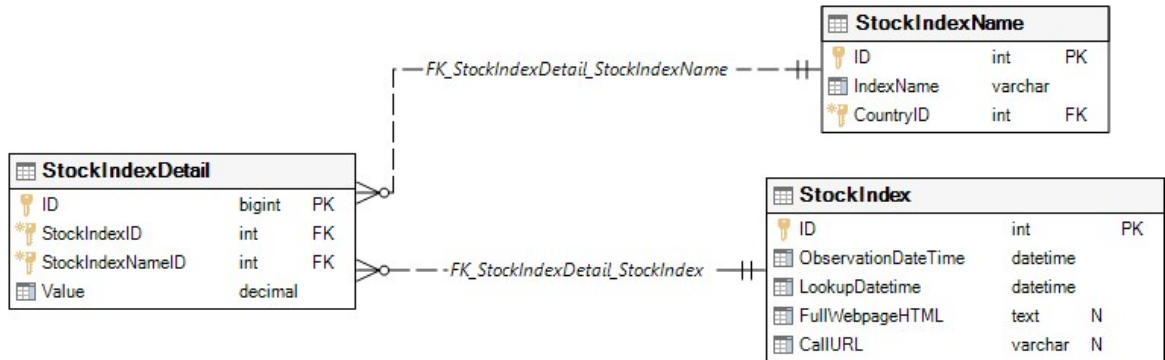 StockIndexName
ID int PK
IndexName varchar
CountryID int FK
FK_StockIndexDetail_StockIndexName
StockIndexDetail
ID bigint PK
StockIndexID int FK
StockIndexNameID int FK
Value decimal
FK_StockIndexDetail_StockIndex
StockIndex
ID int PK
ObservationDateTime datetime
LookupDatetime datetime
FullWebpageHTML text N
CallURL varchar N